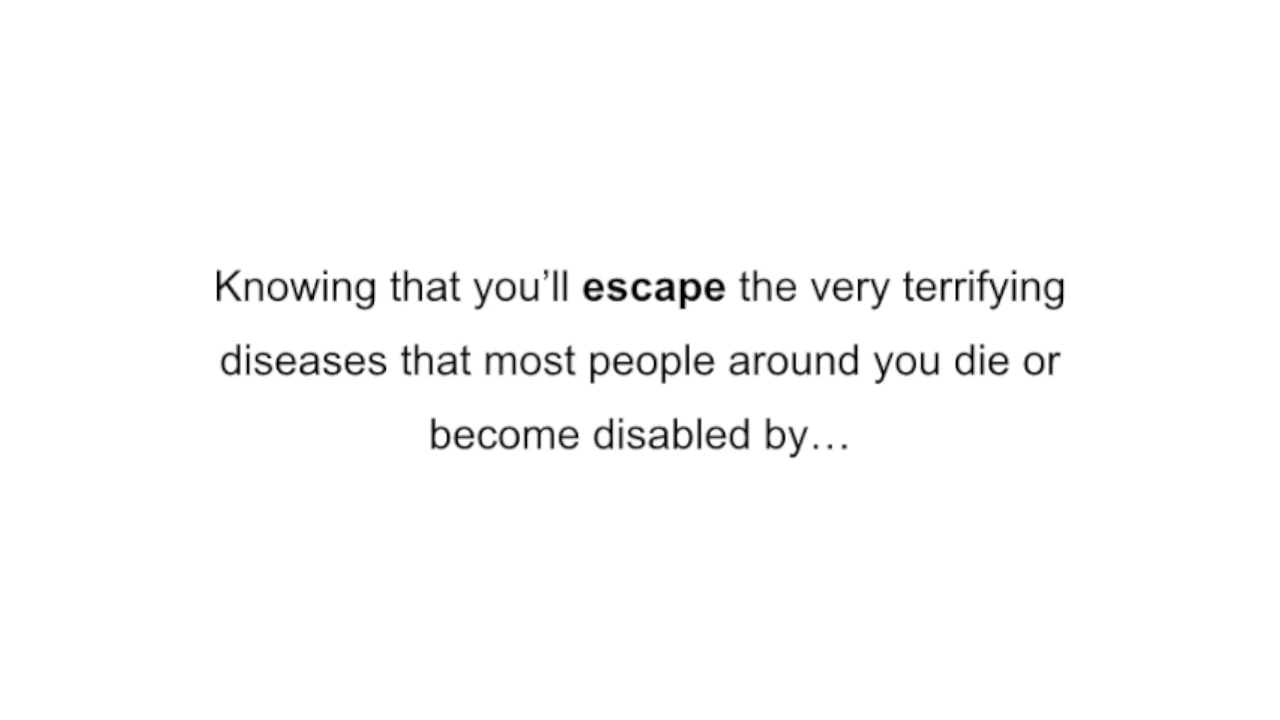 Knowing that you’ll escape the very terrifying
diseases that most people around you die or
become disabled by…